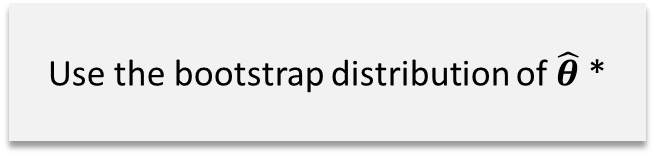 Use the bootstrap distribution of θ̂ *